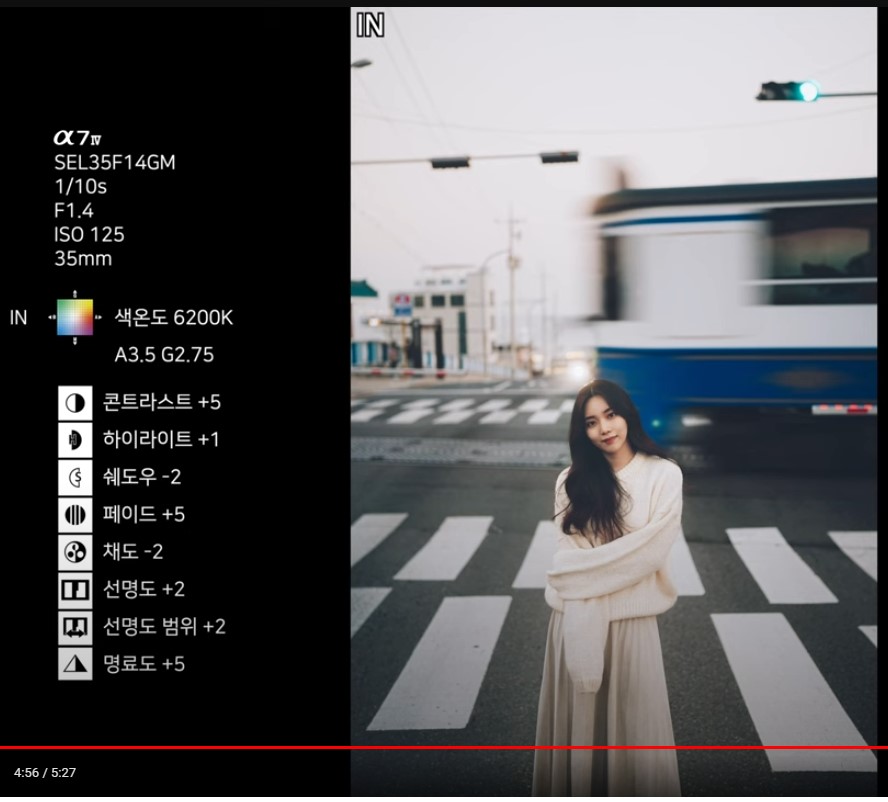 α7IV
SEL35F14GM
1/10s
F1.4
ISO 125
35mm
IN
색온도 6200K
A3.5 G2.75
콘트라스트 +5
하이라이트 +1
쉐도우 -2
페이드 +5
채도 -2
선명도 +2
선명도 범위 +2
명료도 +5
IN
4:56 / 5:27